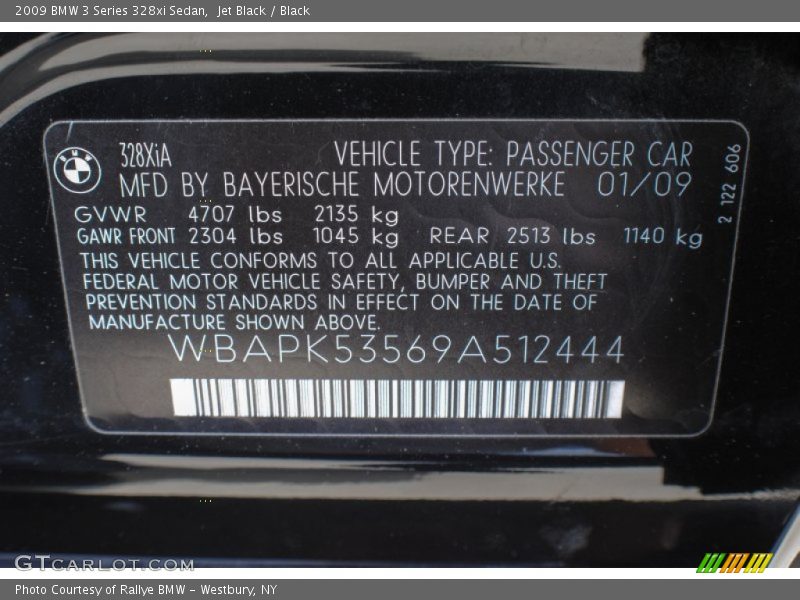 2009 BMW 3 Series 328xi Sedan,  Jet Black / Black
BMW
328XiA
VEHICLE TYPE: PASSENGER CAR
MFD BY BAYERISCHE MOTORENWERKE 01/09
2 122 606
GVWR 4707 lbs 2135 kg
GAWR FRONT 2304 lbs 1045 kg REAR 2513 lbs 1140 kg
THIS VEHICLE CONFORMS TO ALL APPLICABLE U.S.
FEDERAL MOTOR VEHICLE SAFETY, BUMPER AND THEFT
PREVENTION STANDARDS IN EFFECT ON THE DATE OF
MANUFACTURE SHOWN ABOVE.
WBAPK53569A512444
GTCARLOT.COM
Photo Courtesy of Rallye BMW - Westbury, NY